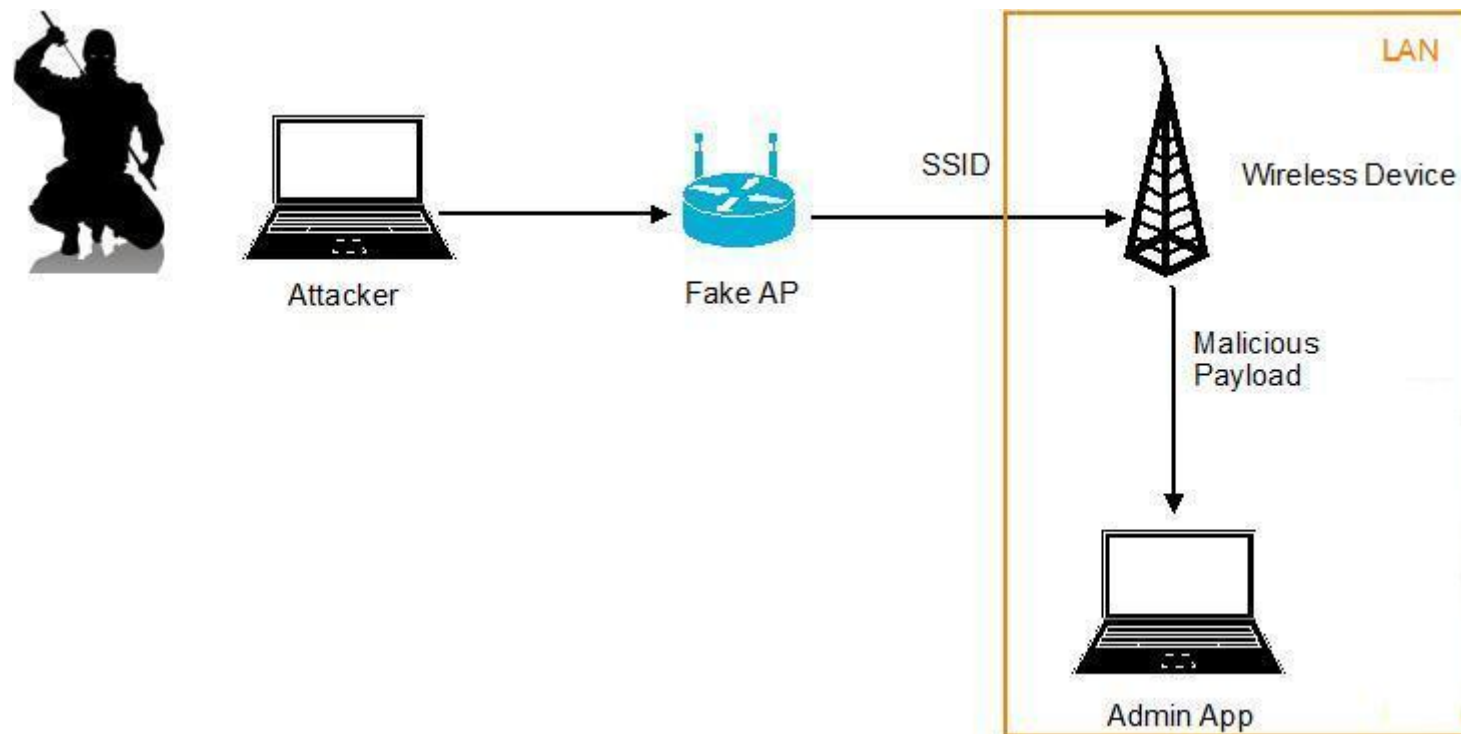 LAN
SSID
Wireless Device
Attacker
Fake AP
Malicious
Payload
Admin App